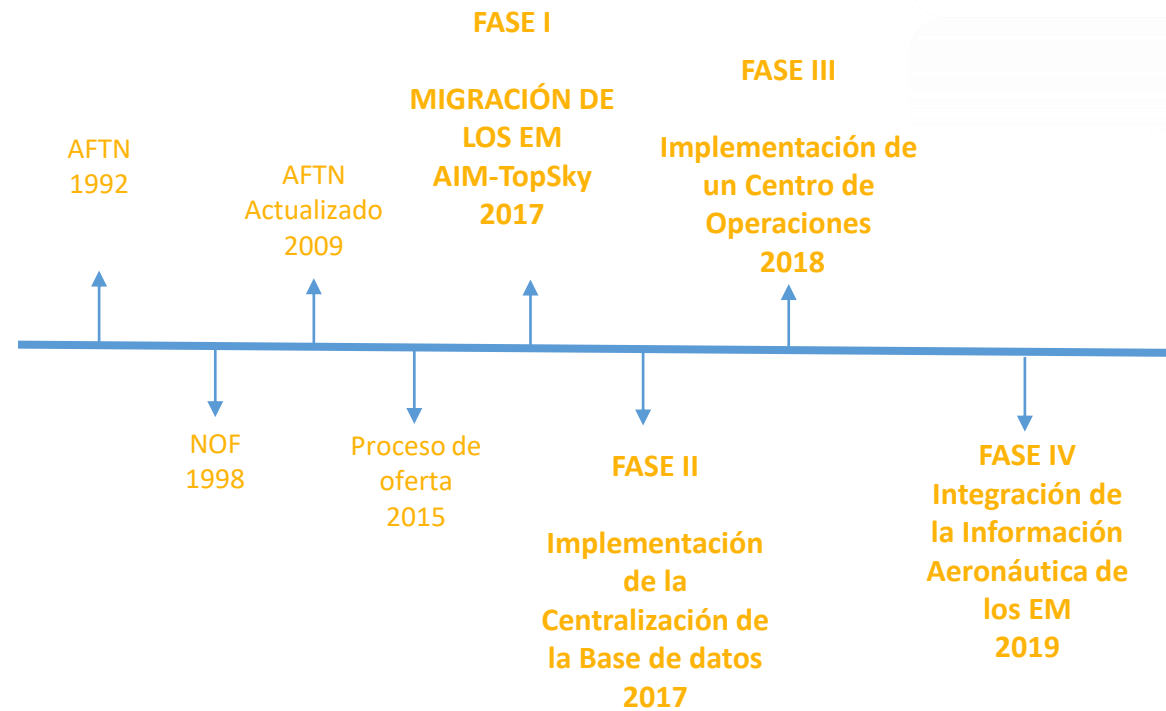 AFTN
1992
NOF
1998
AFTN
Actualizado
2009
Proceso de
oferta
2015
FASE I
MIGRACIÓN DE
LOS EM
AIM-TopSky
2017
FASE II
Implementación
de la
Centralización de
la Base de datos
2017
FASE III
Implementación de
un Centro de
Operaciones
2018
FASE IV
Integración de
la Información
Aeronáutica de
los EM
2019